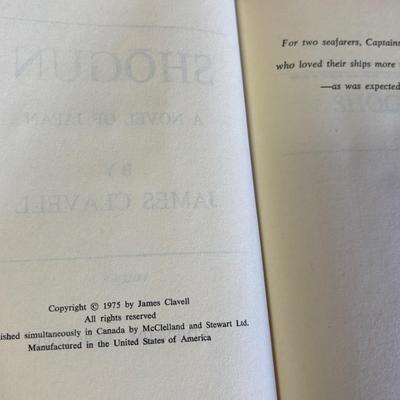 SHŌGUN
A NOVEL OF JAPAN
BY
JAMES CLAVELL
Copyright © 1975 by James Clavell
All rights reserved
ished simultaneously in Canada by McClelland and Stewart Ltd.
Manufactured in the United States of America
For two seafarers, Captains
who loved their ships more
—as was expected